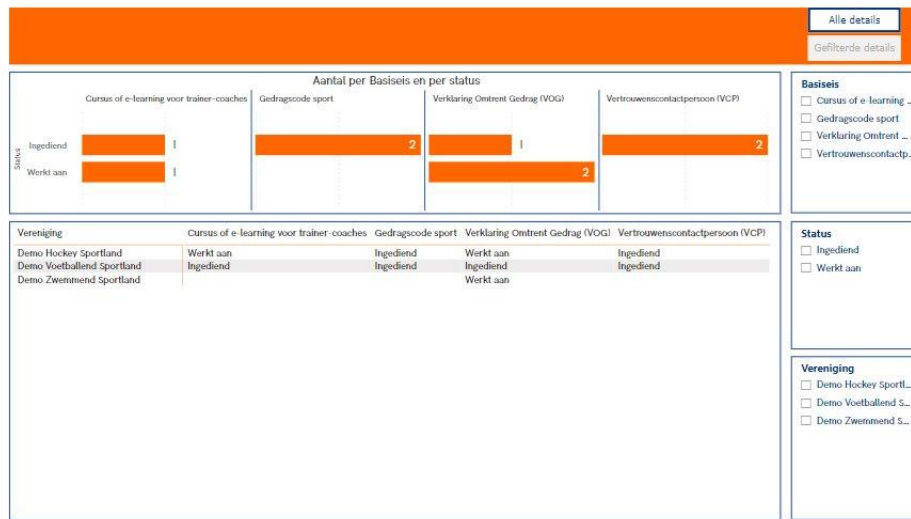 Alle details
Gefilterde details
Aantal per Basiseis en per status
Cursus of e-learning voor trainer-coaches Gedragscode sport Verklaring Omtrent Gedrag (VOG) Vertrouwenscontactpersoon (VCP)
Status
Ingediend 1 2 1 2
Werkt aan 1 2
Basiseis
Cursus of e-learning ...
Gedragscode sport
Verklaring Omtrent ...
Vertrouwenscontactp...
Vereniging Cursus of e-learning voor trainer-coaches Gedragscode sport Verklaring Omtrent Gedrag (VOG) Vertrouwenscontactpersoon (VCP)
Demo Hockey Sportland Werkt aan Ingediend Werkt aan Ingediend
Demo Voetballend Sportland Ingediend Ingediend Ingediend Ingediend
Demo Zwemmend Sportland Werkt aan
Status
Ingediend
Werkt aan
Vereniging
Demo Hockey Sportl...
Demo Voetballend S...
Demo Zwemmend S...